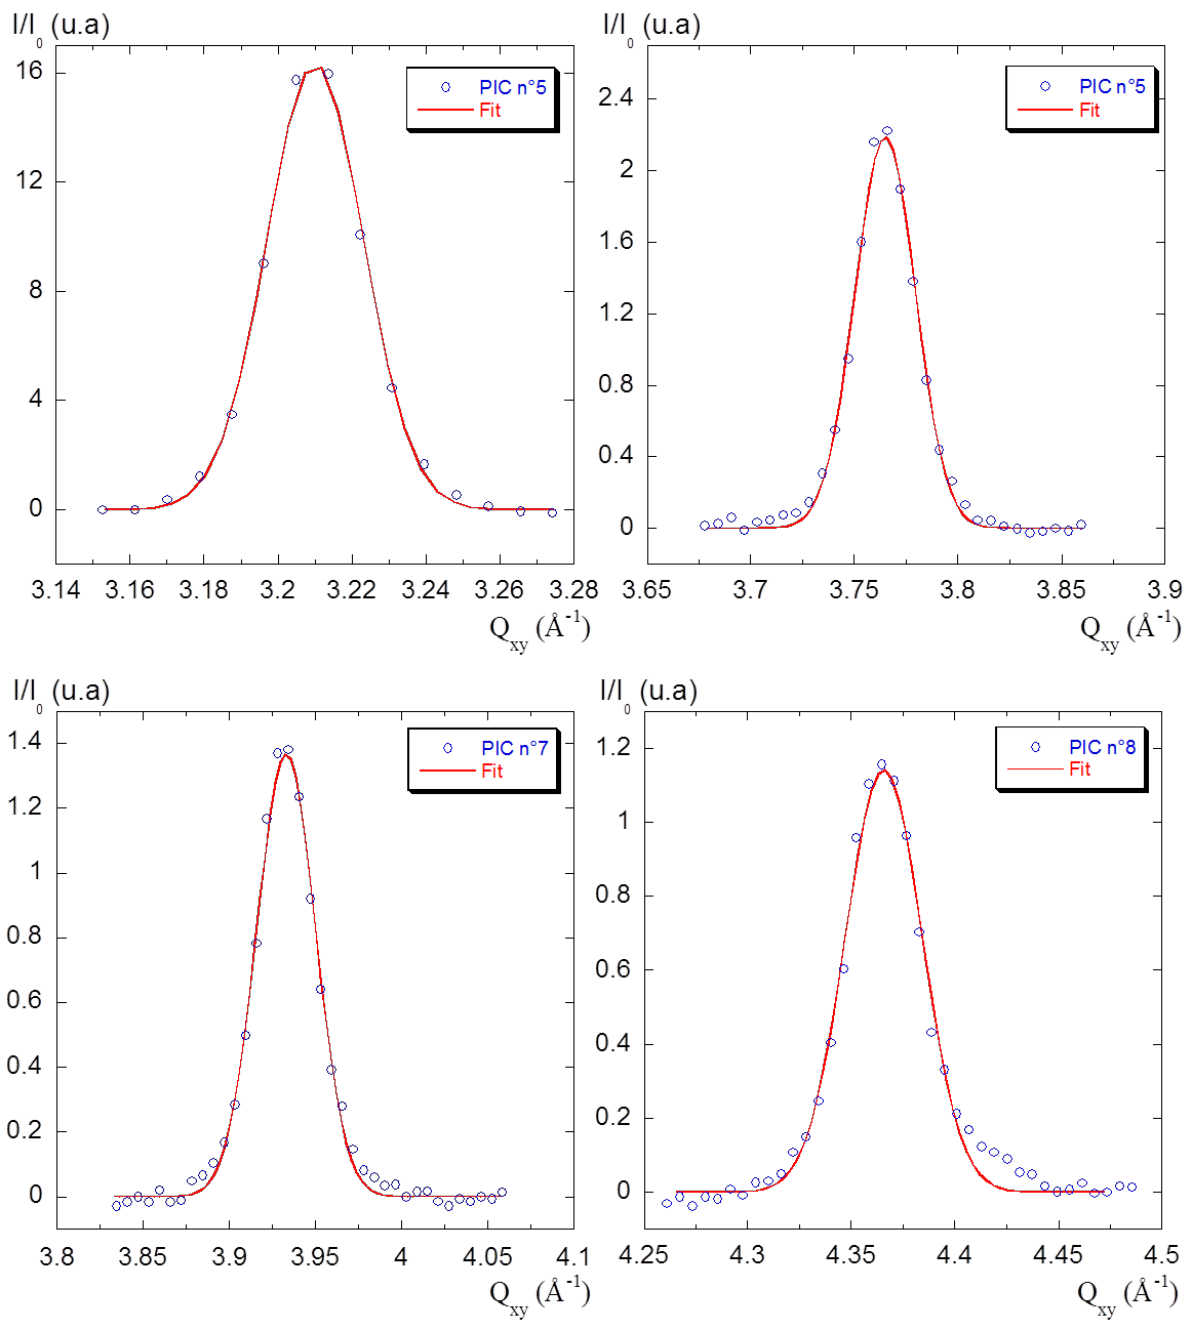 I/I0 (u.a)
PIC n°5
Fit
16
12
8
4
0
3.14 3.16 3.18 3.2 3.22 3.24 3.26 3.28
Qxy (Å-1)
I/I0 (u.a)
PIC n°5
Fit
2.4
2
1.6
1.2
0.8
0.4
0
3.65 3.7 3.75 3.8 3.85 3.9
Qxy (Å-1)
I/I0 (u.a)
PIC n°7
Fit
1.4
1.2
1
0.8
0.6
0.4
0.2
0
3.8 3.85 3.9 3.95 4 4.05 4.1
Qxy (Å-1)
I/I0 (u.a)
PIC n°8
Fit
1.2
1
0.8
0.6
0.4
0.2
0
4.25 4.3 4.35 4.4 4.45 4.5
Qxy (Å-1)